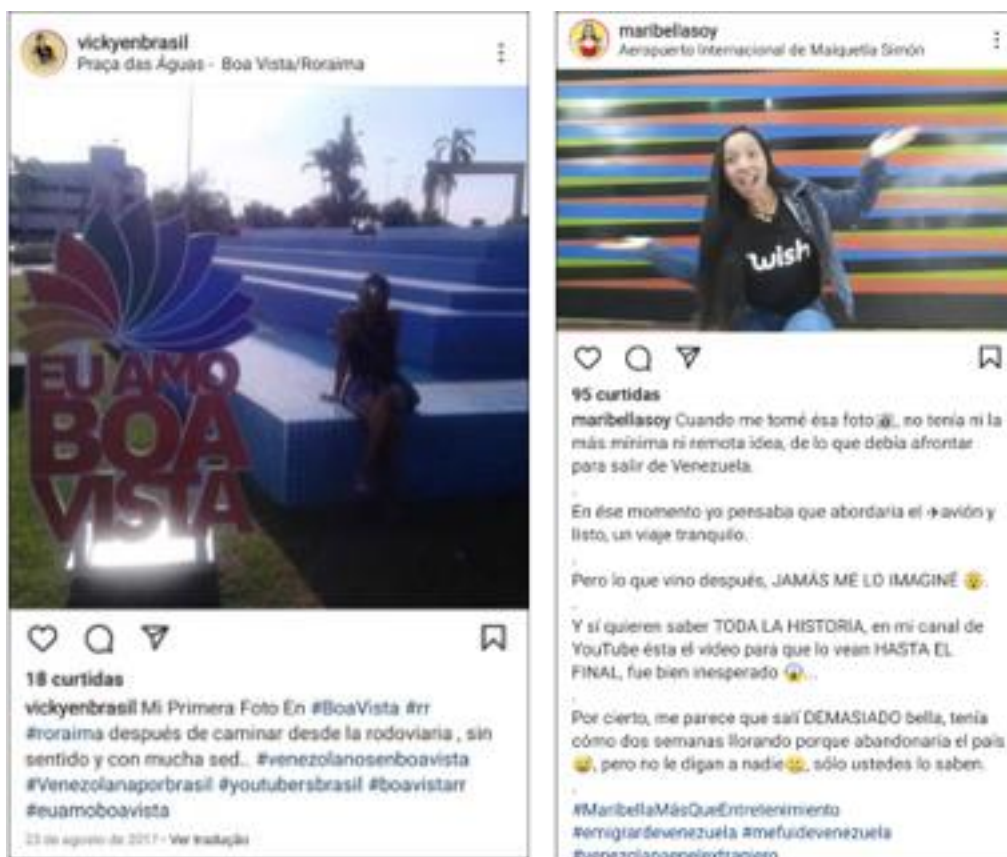 vickyenbrasil
Praça das Águas - Boa Vista/Roraima
EU AMO
BOA
VISTA
18 curtidas
vickyenbrasil Mi Primera Foto En #BoaVista #rr
#roraima después de caminar desde la rodoviaria , sin
sentido y con mucha sed.. #venezolanosenboavista
#Venezolanaporbrasil #youtubersbrasil #boavistarr
#euamoboavista
23 de agosto de 2017 • Ver tradução
maribellasoy
Aeropuerto Internacional de Maiquetía Simón
wish
95 curtidas
maribellasoy Cuando me tomé ésa foto📷, no tenía ni la
más mínima ni remota idea, de lo que debía afrontar
para salir de Venezuela.
.
En ése momento yo pensaba que abordaría el ✈avión y
listo, un viaje tranquilo.
.
Pero lo que vino después, JAMÁS ME LO IMAGINÉ 😲.
.
Y sí quieren saber TODA LA HISTORIA, en mi canal de
YouTube ésta el video para que lo vean HASTA EL
FINAL, fue bien inesperado 😱...
.
Por cierto, me parece que salí DEMASIADO bella, tenía
cómo dos semanas llorando porque abandonaría el país
😅, pero no le digan a nadie🤐, sólo ustedes lo saben.
.
#MaribellaMásQueEntretenimiento
#emigrardevenezuela #mefuidevenezuela
#venezolanaenelextranjero